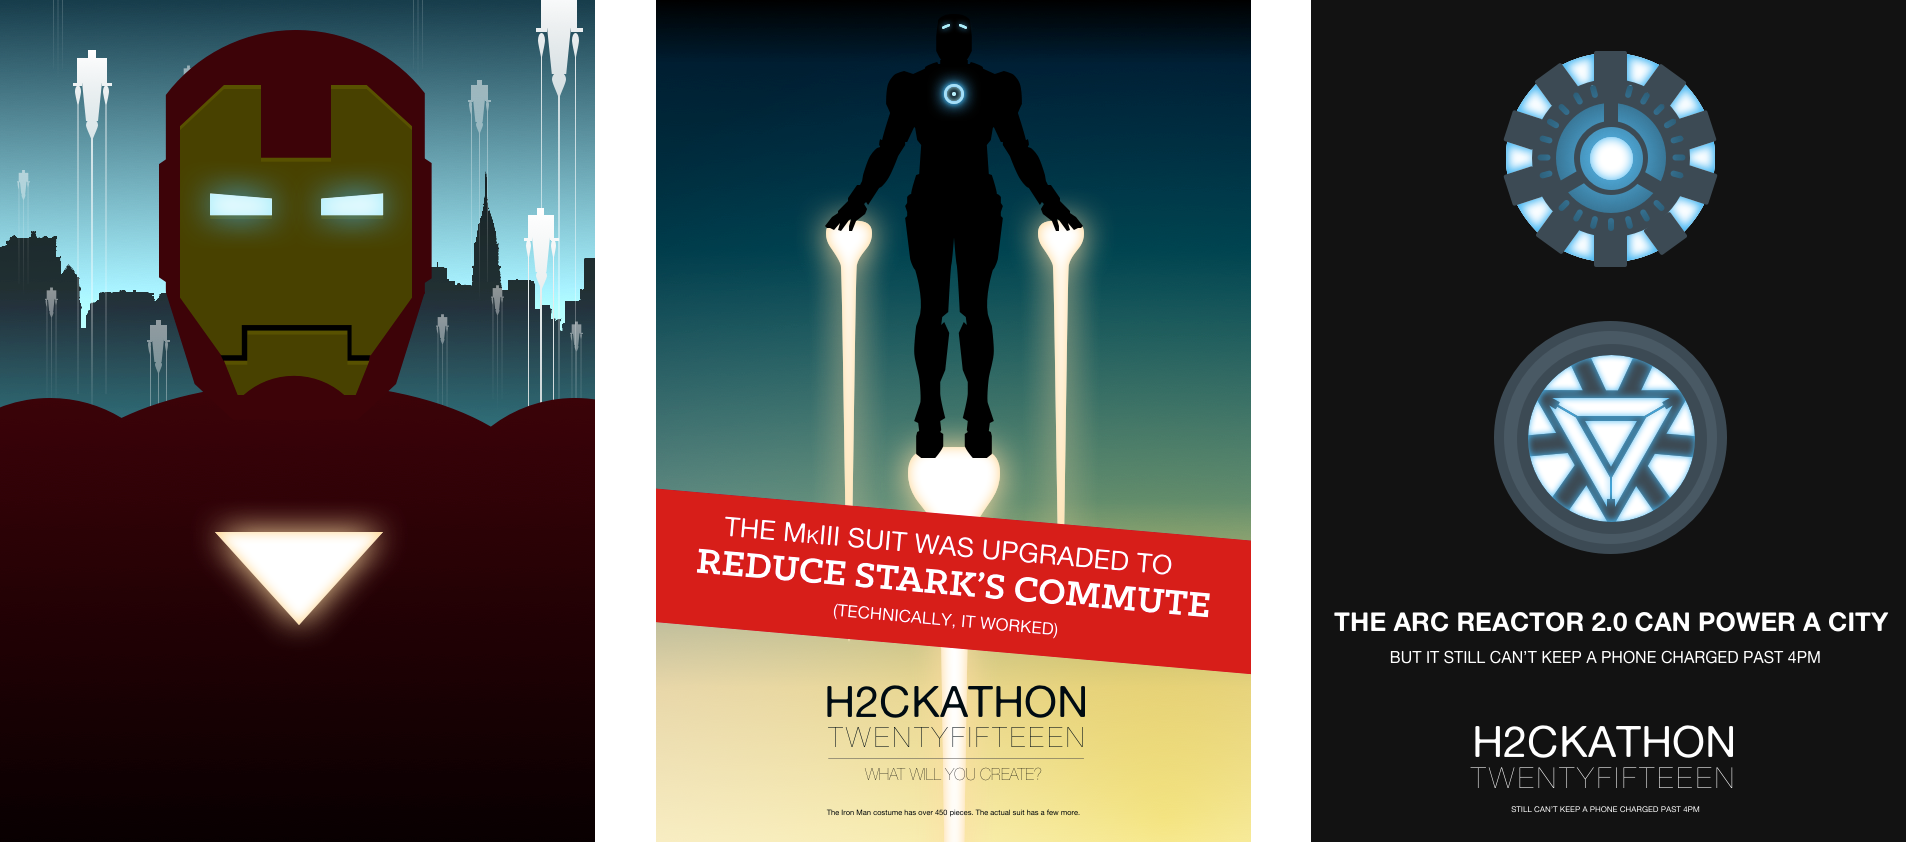 THE MKIII SUIT WAS UPGRADED TO
REDUCE STARK'S COMMUTE
(TECHNICALLY, IT WORKED)
H2CKATHON
TWENTYFIFTEEEN
WHAT WILL YOU CREATE?
The Iron Man costume has over 450 pieces. The actual suit has a few more.
THE ARC REACTOR 2.0 CAN POWER A CITY
BUT IT STILL CAN'T KEEP A PHONE CHARGED PAST 4PM
H2CKATHON
TWENTYFIFTEEEN
STILL CAN'T KEEP A PHONE CHARGED PAST 4PM